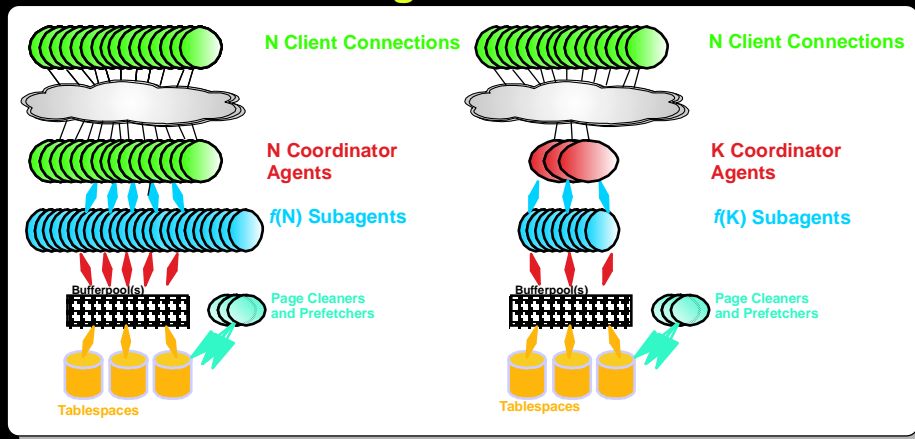 N Client Connections
N Coordinator
Agents
f(N) Subagents
Bufferpool(s)
Page Cleaners
and Prefetchers
Tablespaces
N Client Connections
K Coordinator
Agents
f(K) Subagents
Bufferpool(s)
Page Cleaners
and Prefetchers
Tablespaces